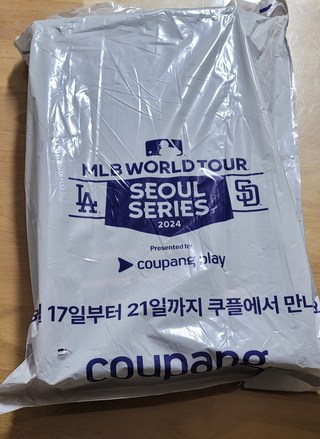 MLB WORLD TOUR
LA SEOUL SD
SERIES
2024
Presented by
coupang play
17일부터 21일까지 쿠플에서 만나
coupang